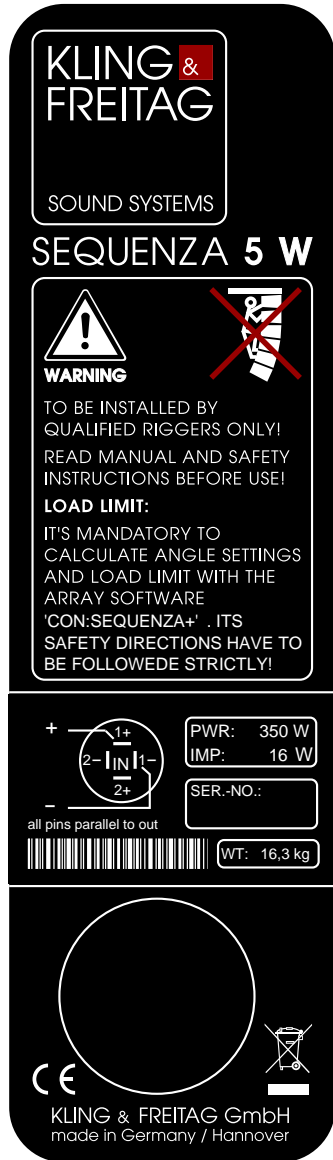 KLING &
FREITAG
SOUND SYSTEMS
SEQUENZA 5 W
WARNING
TO BE INSTALLED BY
QUALIFIED RIGGERS ONLY!
READ MANUAL AND SAFETY
INSTRUCTIONS BEFORE USE!
LOAD LIMIT:
IT'S MANDATORY TO
CALCULATE ANGLE SETTINGS
AND LOAD LIMIT WITH THE
ARRAY SOFTWARE
'CON:SEQUENZA+' . ITS
SAFETY DIRECTIONS HAVE TO
BE FOLLOWEDE STRICTLY!
+
1+
2− IN 1−
2+
−
all pins parallel to out
PWR: 350 W
IMP: 16 W
SER.-NO.:
WT: 16,3 kg
CE
KLING & FREITAG GmbH
made in Germany / Hannover